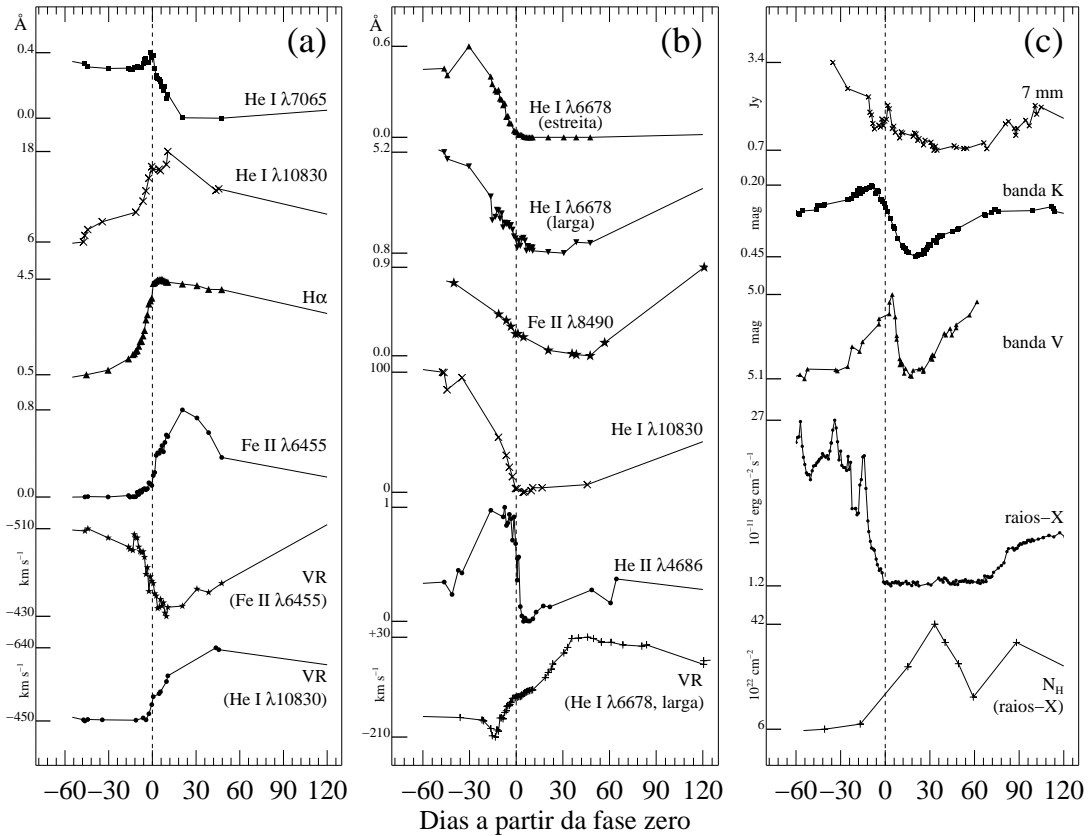 Å
(a)
0.4
He I λ7065
0.0
18
He I λ10830
6
4.5
Hα
0.5
0.8
Fe II λ6455
0.0
−510
km s⁻¹
VR
(Fe II λ6455)
−430
−640
km s⁻¹
VR
(He I λ10830)
−450
−60 −30 0 30 60 90 120
Å
(b)
0.6
He I λ6678
(estreita)
0.0
5.2
He I λ6678
(larga)
0.8
0.9
Fe II λ8490
0.0
100
He I λ10830
0
1
He II λ4686
0
+30
km s⁻¹
VR
(He I λ6678, larga)
−210
−60 −30 0 30 60 90 120
(c)
3.4
Jy
7 mm
0.7
0.20
mag
banda K
0.45
5.0
mag
banda V
5.1
27
10⁻¹¹ erg cm⁻² s⁻¹
raios−X
1.2
42
10²² cm⁻²
N_H
(raios−X)
6
−60 −30 0 30 60 90 120
Dias a partir da fase zero